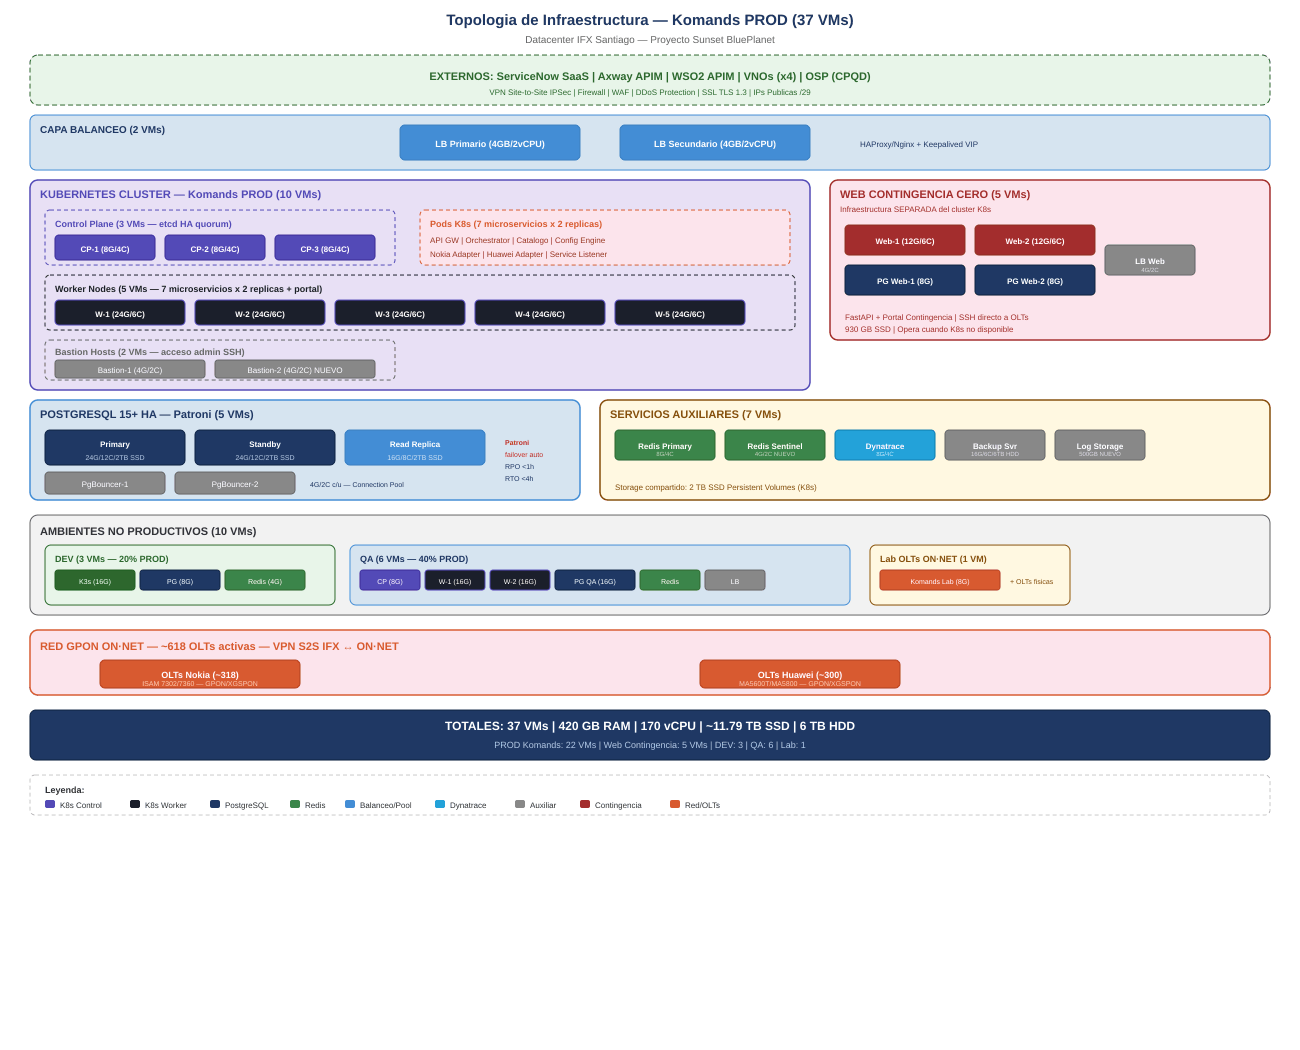 Topologia de Infraestructura — Komands PROD (37 VMs)
Datacenter IFX Santiago — Proyecto Sunset BluePlanet
EXTERNOS: ServiceNow SaaS | Axway APIM | WSO2 APIM | VNOs (x4) | OSP (CPQD)
VPN Site-to-Site IPSec | Firewall | WAF | DDoS Protection | SSL TLS 1.3 | IPs Publicas /29
CAPA BALANCEO (2 VMs)
LB Primario (4GB/2vCPU)
LB Secundario (4GB/2vCPU)
HAProxy/Nginx + Keepalived VIP
KUBERNETES CLUSTER — Komands PROD (10 VMs)
Control Plane (3 VMs — etcd HA quorum)
CP-1 (8G/4C)
CP-2 (8G/4C)
CP-3 (8G/4C)
Pods K8s (7 microservicios x 2 replicas)
API GW | Orchestrator | Catalogo | Config Engine
Nokia Adapter | Huawei Adapter | Service Listener
Worker Nodes (5 VMs — 7 microservicios x 2 replicas + portal)
W-1 (24G/6C)
W-2 (24G/6C)
W-3 (24G/6C)
W-4 (24G/6C)
W-5 (24G/6C)
Bastion Hosts (2 VMs — acceso admin SSH)
Bastion-1 (4G/2C)
Bastion-2 (4G/2C) NUEVO
WEB CONTINGENCIA CERO (5 VMs)
Infraestructura SEPARADA del cluster K8s
Web-1 (12G/6C)
Web-2 (12G/6C)
LB Web
4G/2C
PG Web-1 (8G)
PG Web-2 (8G)
FastAPI + Portal Contingencia | SSH directo a OLTs
930 GB SSD | Opera cuando K8s no disponible
POSTGRESQL 15+ HA — Patroni (5 VMs)
Primary
24G/12C/2TB SSD
Standby
24G/12C/2TB SSD
Read Replica
16G/8C/2TB SSD
Patroni
failover auto
RPO <1h
RTO <4h
PgBouncer-1
PgBouncer-2
4G/2C c/u — Connection Pool
SERVICIOS AUXILIARES (7 VMs)
Redis Primary
8G/4C
Redis Sentinel
4G/2C NUEVO
Dynatrace
8G/4C
Backup Svr
16G/6C/6TB HDD
Log Storage
500GB NUEVO
Storage compartido: 2 TB SSD Persistent Volumes (K8s)
AMBIENTES NO PRODUCTIVOS (10 VMs)
DEV (3 VMs — 20% PROD)
K3s (16G)
PG (8G)
Redis (4G)
QA (6 VMs — 40% PROD)
CP (8G)
W-1 (16G)
W-2 (16G)
PG QA (16G)
Redis
LB
Lab OLTs ON·NET (1 VM)
Komands Lab (8G)
+ OLTs fisicas
RED GPON ON·NET — ~618 OLTs activas — VPN S2S IFX ↔ ON·NET
OLTs Nokia (~318)
ISAM 7302/7360 — GPON/XGSPON
OLTs Huawei (~300)
MA5600T/MA5800 — GPON/XGSPON
TOTALES: 37 VMs | 420 GB RAM | 170 vCPU | ~11.79 TB SSD | 6 TB HDD
PROD Komands: 22 VMs | Web Contingencia: 5 VMs | DEV: 3 | QA: 6 | Lab: 1
Leyenda:
K8s Control
K8s Worker
PostgreSQL
Redis
Balanceo/Pool
Dynatrace
Auxiliar
Contingencia
Red/OLTs